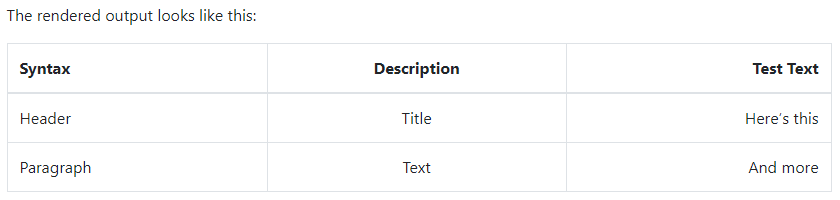 The rendered output looks like this:
Syntax Description Test Text
Header Title Here's this
Paragraph Text And more